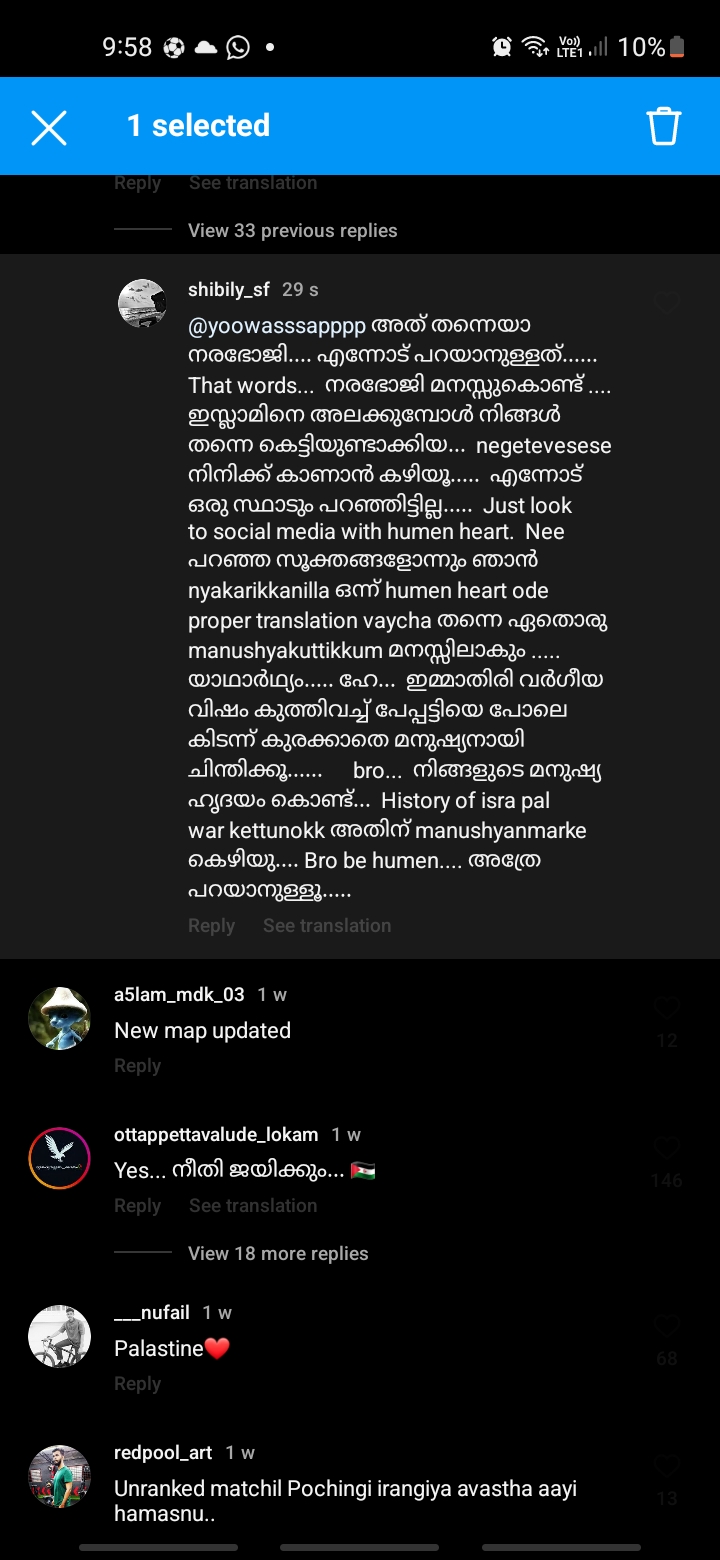 9:58
Vo)) LTE1 10%
1 selected
Reply See translation
View 33 previous replies
shibily_sf 29 s
@yoowasssapppp അത് തന്നെയാ
നരഭോജി.... എന്നോട് പറയാനുള്ളത്......
That words... നരഭോജി മനസ്സുകൊണ്ട് ....
ഇസ്ലാമിനെ അലക്കുമ്പോൾ നിങ്ങൾ
തന്നെ കെട്ടിയുണ്ടാക്കിയ... negetevesese
നിനിക്ക് കാണാൻ കഴിയൂ..... എന്നോട്
ഒരു സ്ഥാടും പറഞ്ഞിട്ടില്ല..... Just look
to social media with humen heart. Nee
പറഞ്ഞ സൂക്തങ്ങളോന്നും ഞാൻ
nyakarikkanilla ഒന്ന് humen heart ode
proper translation vaycha തന്നെ ഏതൊരു
manushyakuttikkum മനസ്സിലാകും .....
യാഥാർഥ്യം..... ഹേ... ഇമ്മാതിരി വർഗീയ
വിഷം കുത്തിവച്ച് പേപ്പട്ടിയെ പോലെ
കിടന്ന് കുരക്കാതെ മനുഷ്യനായി
ചിന്തിക്കൂ...... bro... നിങ്ങളുടെ മനുഷ്യ
ഹൃദയം കൊണ്ട്... History of isra pal
war kettunokk അതിന് manushyanmarke
കെഴിയു.... Bro be humen.... അത്രേ
പറയാനുള്ളൂ.....
Reply See translation
a5lam_mdk_03 1 w
New map updated
12
Reply
ottappettavalude_lokam 1 w
Yes... നീതി ജയിക്കും... 🇵🇸
146
Reply See translation
View 18 more replies
___nufail 1 w
Palastine❤️
68
Reply
redpool_art 1 w
Unranked matchil Pochingi irangiya avastha aayi
13
hamasnu..